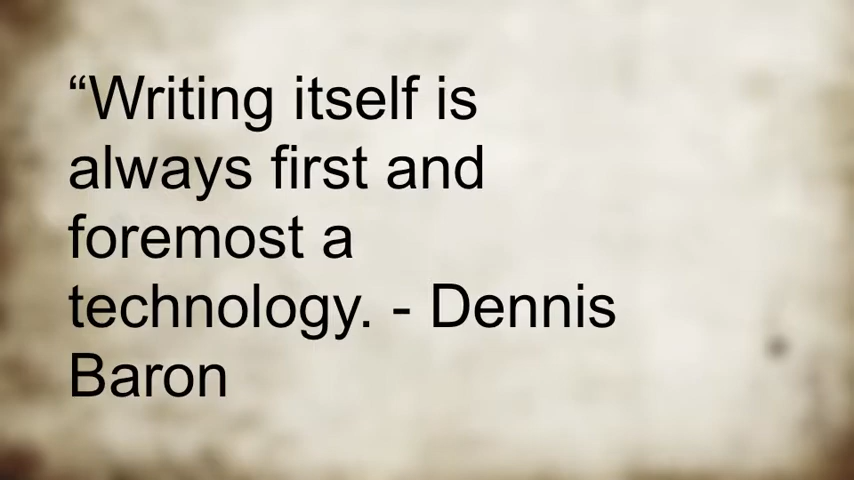 “Writing itself is
always first and
foremost a
technology. - Dennis
Baron